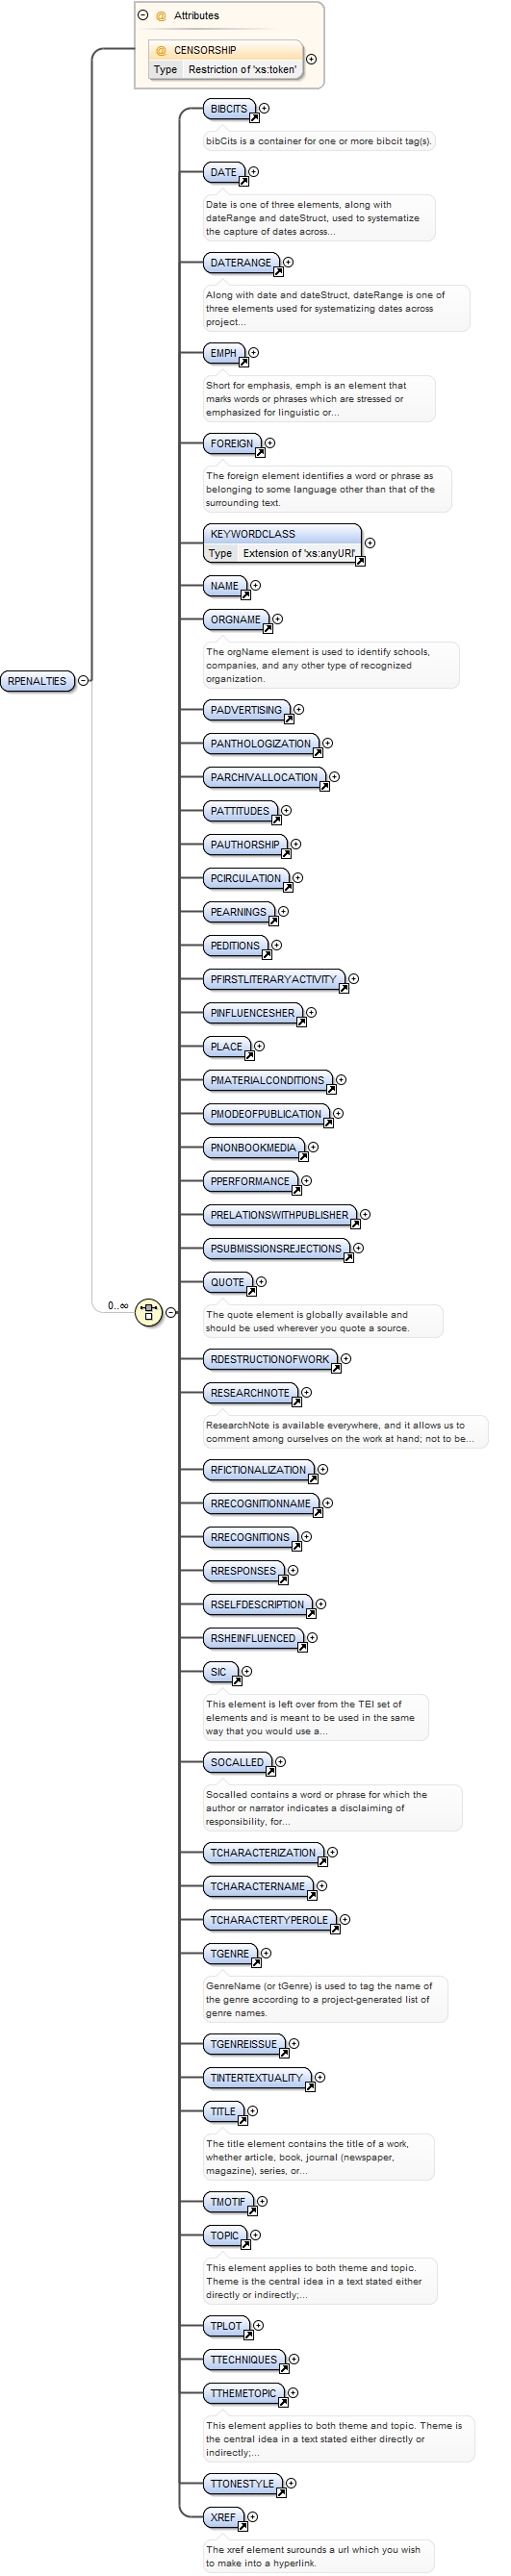 Attributes
@ CENSORSHIP
Type Restriction of 'xs:token'
BIBCITS
bibCits is a container for one or more bibcit tag(s).
DATE
Date is one of three elements, along with
dateRange and dateStruct, used to systematize
the capture of dates across...
DATERANGE
Along with date and dateStruct, dateRange is one of
three elements used for systematizing dates across
project...
EMPH
Short for emphasis, emph is an element that
marks words or phrases which are stressed or
emphasized for linguistic or...
FOREIGN
The foreign element identifies a word or phrase as
belonging to some language other than that of the
surrounding text.
KEYWORDCLASS
Type Extension of 'xs:anyURI'
NAME
ORGNAME
The orgName element is used to identify schools,
companies, and any other type of recognized
organization.
RPENALTIES
PADVERTISING
PANTHOLOGIZATION
PARCHIVALLOCATION
PATTITUDES
PAUTHORSHIP
PCIRCULATION
PEARNINGS
PEDITIONS
PFIRSTLITERARYACTIVITY
PINFLUENCESHER
PLACE
PMATERIALCONDITIONS
PMODEOFPUBLICATION
PNONBOOKMEDIA
PPERFORMANCE
PRELATIONSWITHPUBLISHER
PSUBMISSIONSREJECTIONS
QUOTE
0..∞
The quote element is globally available and
should be used wherever you quote a source.
RDESTRUCTIONOFWORK
RESEARCHNOTE
ResearchNote is available everywhere, and it allows us to
comment among ourselves on the work at hand; not to be...
RFICTIONALIZATION
RRECOGNITIONNAME
RRECOGNITIONS
RRESPONSES
RSELFDESCRIPTION
RSHEINFLUENCED
SIC
This element is left over from the TEI set of
elements and is meant to be used in the same
way that you would use a...
SOCALLED
Socalled contains a word or phrase for which the
author or narrator indicates a disclaiming of
responsibility, for...
TCHARACTERIZATION
TCHARACTERNAME
TCHARACTERTYPEROLE
TGENRE
GenreName (or tGenre) is used to tag the name of
the genre according to a project-generated list of
genre names.
TGENREISSUE
TINTERTEXTUALITY
TITLE
The title element contains the title of a work,
whether article, book, journal (newspaper,
magazine), series, or...
TMOTIF
TOPIC
This element applies to both theme and topic.
Theme is the central idea in a text stated either
directly or indirectly;...
TPLOT
TTECHNIQUES
TTHEMETOPIC
This element applies to both theme and topic. Theme is
the central idea in a text stated either directly or
indirectly;...
TTONESTYLE
XREF
The xref element surounds a url which you wish
to make into a hyperlink.